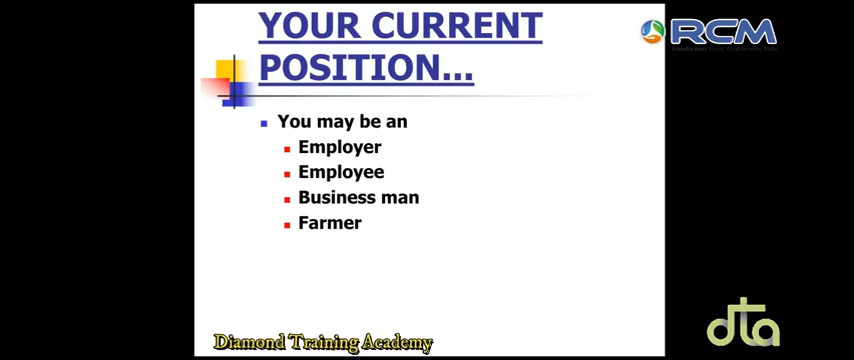 YOUR CURRENT
POSITION...
RCM
You may be an
Employer
Employee
Business man
Farmer
Diamond Training Academy
dta